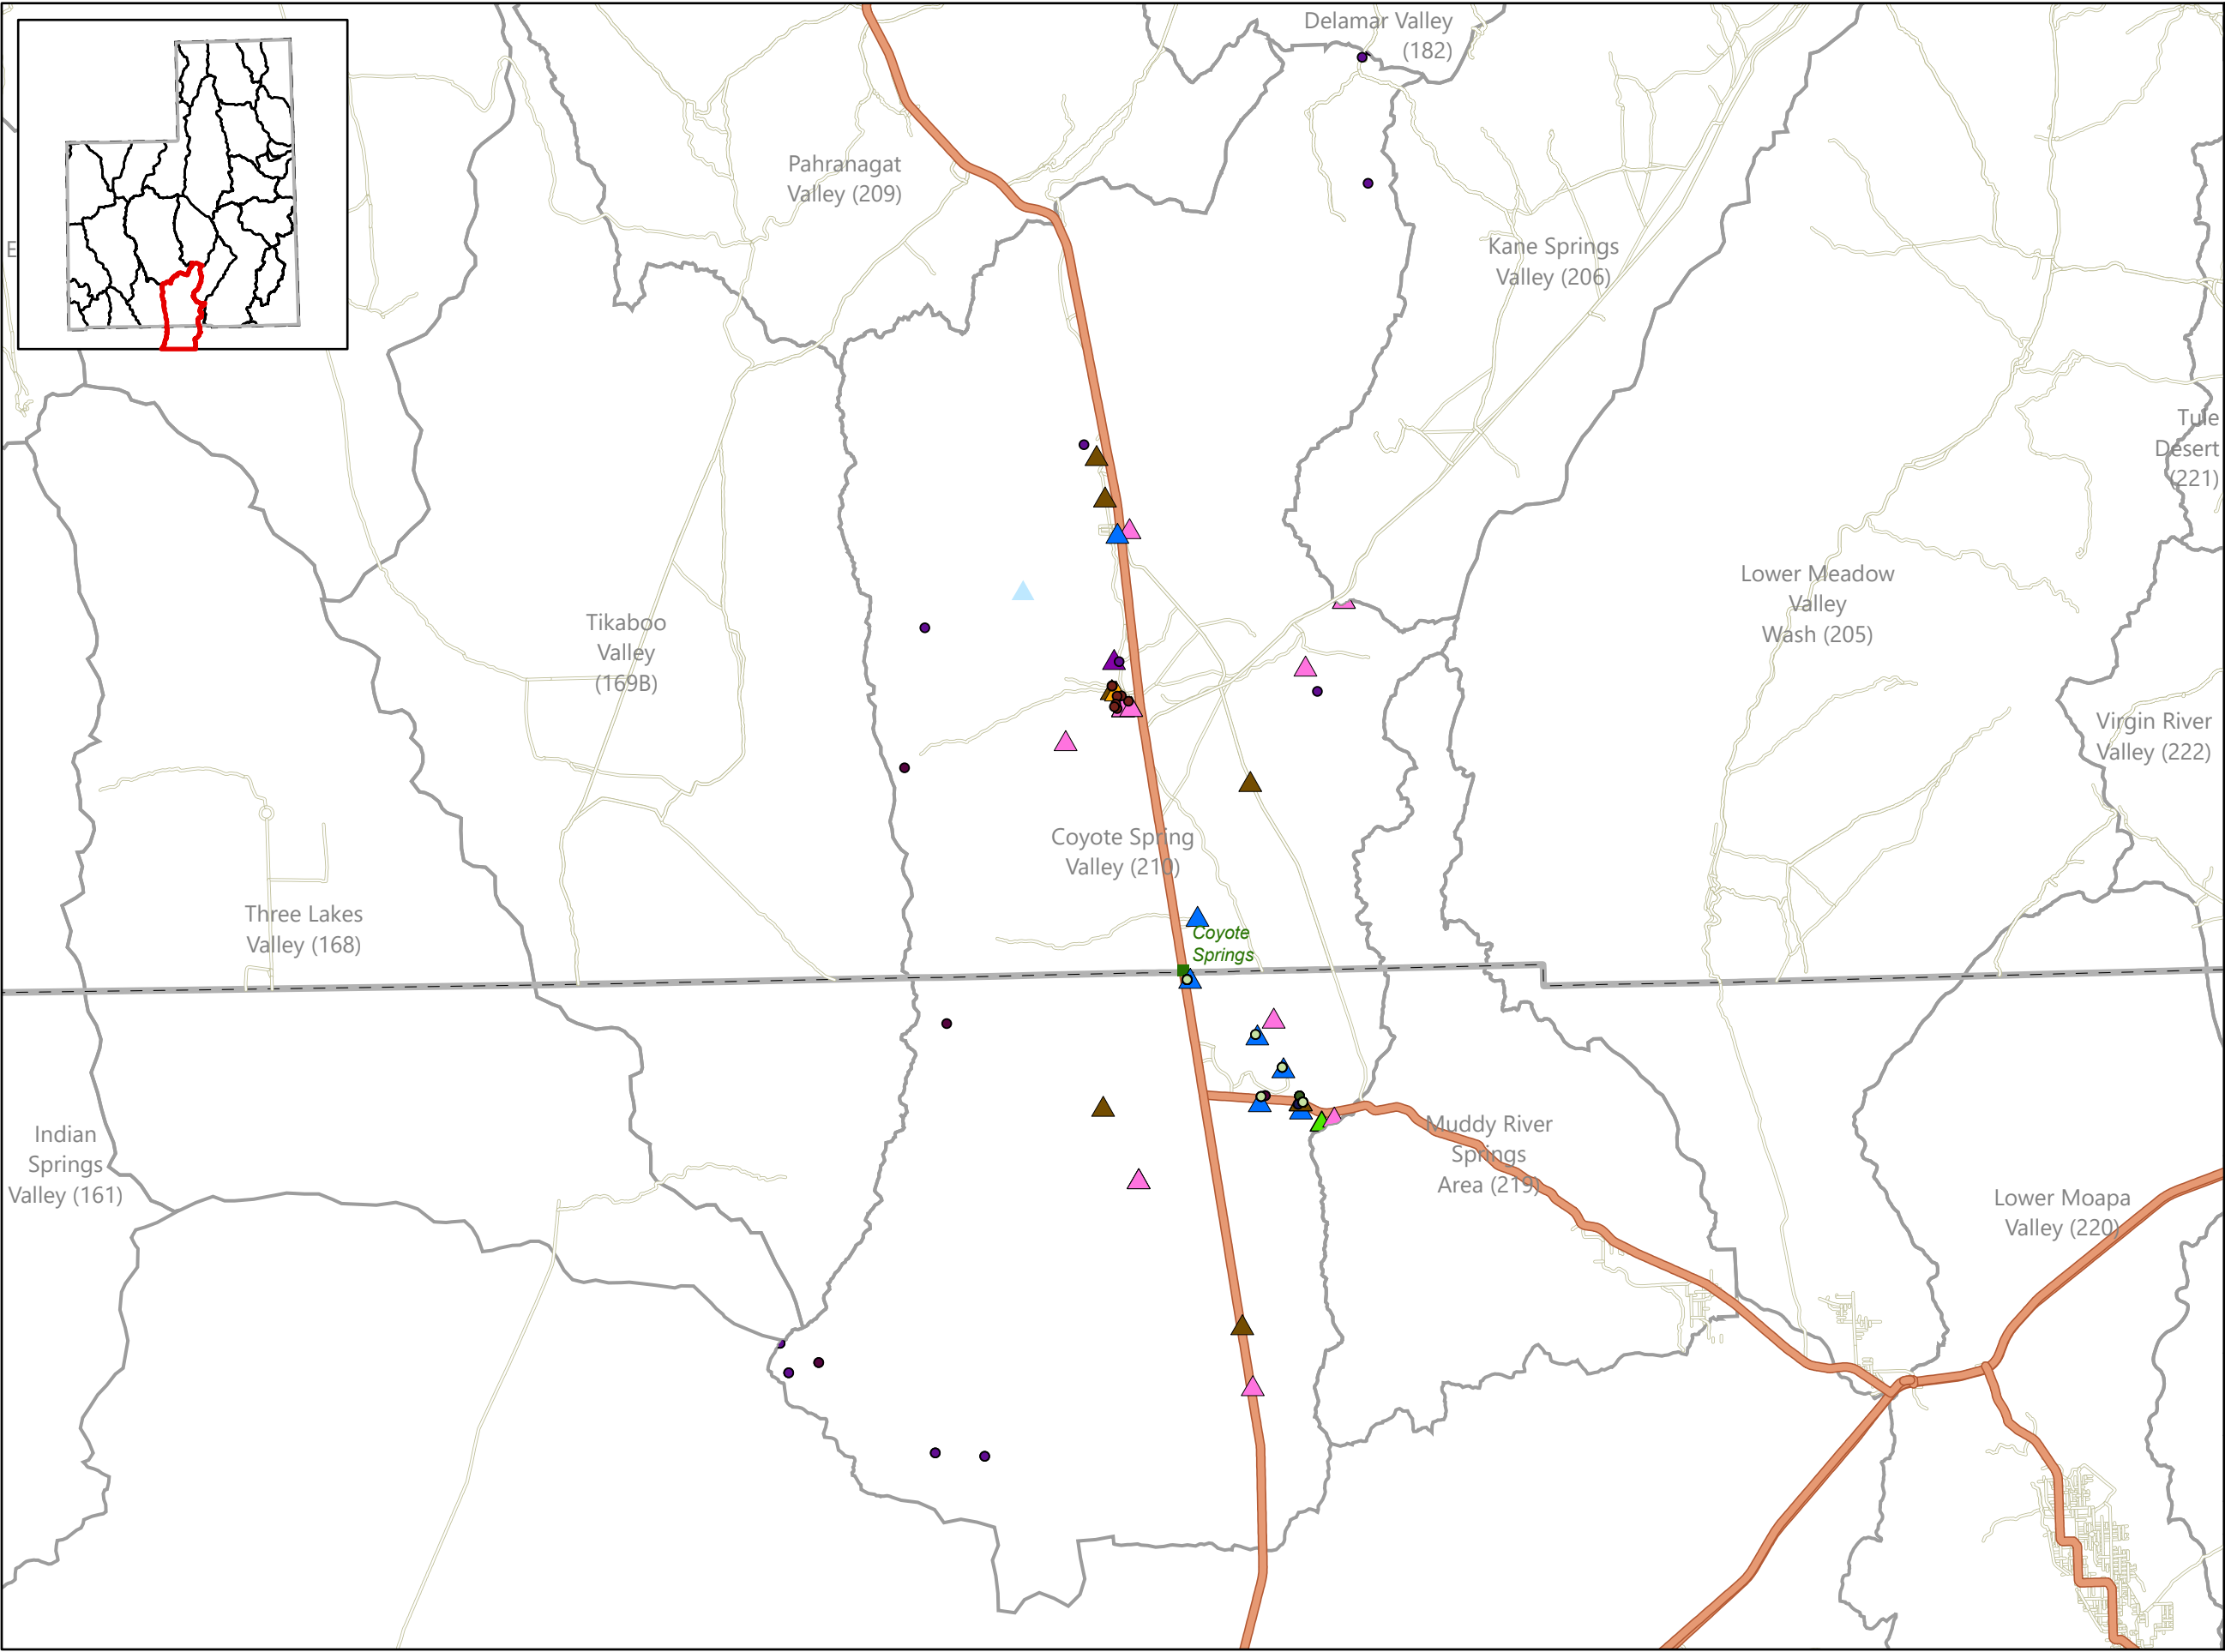 Delamar Valley
(182)
Pahranagat
Valley (209)
E
Kane Springs
Valley (206)
Tule
Desert
(221)
Lower Meadow
Valley
Wash (205)
Tikaboo
Valley
(169B)
Virgin River
Valley (222)
Coyote Spring
Valley (210)
Three Lakes
Valley (168)
Coyote
Springs
Indian
Springs
Valley (161)
Muddy River
Springs
Area (219)
Lower Moapa
Valley (220)